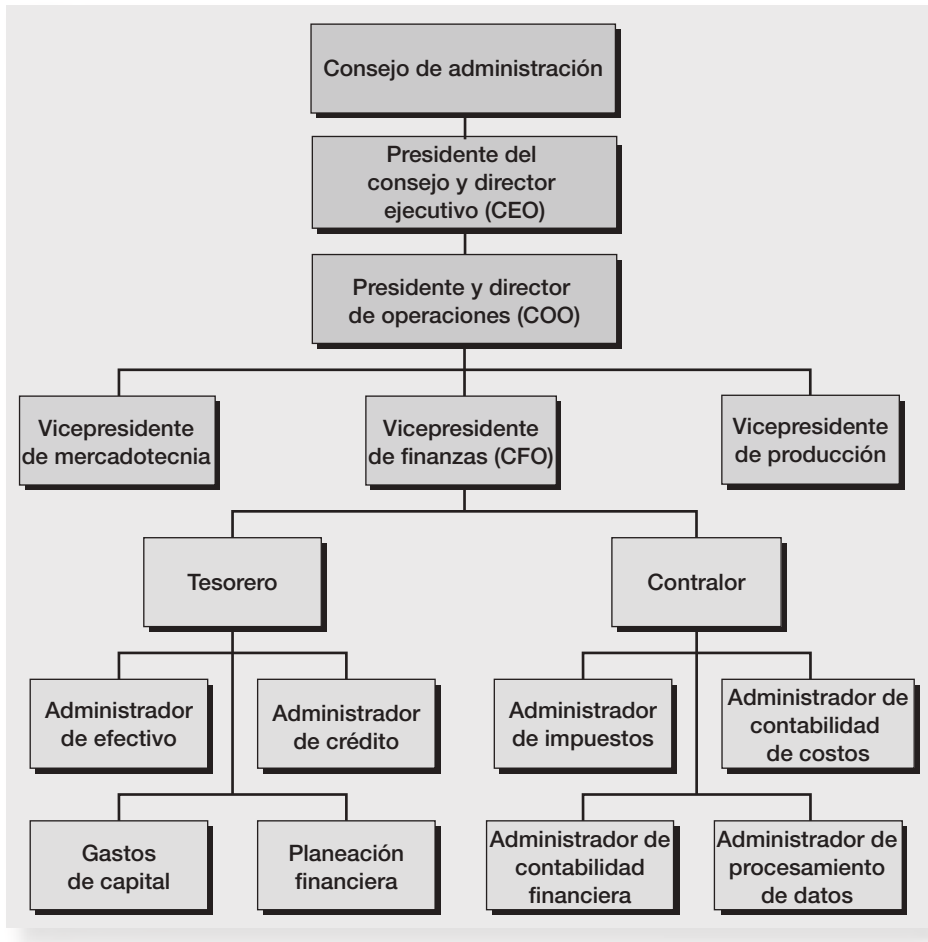 Consejo de administración
Presidente del
consejo y director
ejecutivo (CEO)
Presidente y director
de operaciones (COO)
Vicepresidente
de mercadotecnia
Vicepresidente
de finanzas (CFO)
Vicepresidente
de producción
Tesorero
Contralor
Administrador
de efectivo
Administrador
de crédito
Administrador
de impuestos
Administrador de
contabilidad
de costos
Gastos
de capital
Planeación
financiera
Administrador de
contabilidad
financiera
Administrador de
procesamiento
de datos